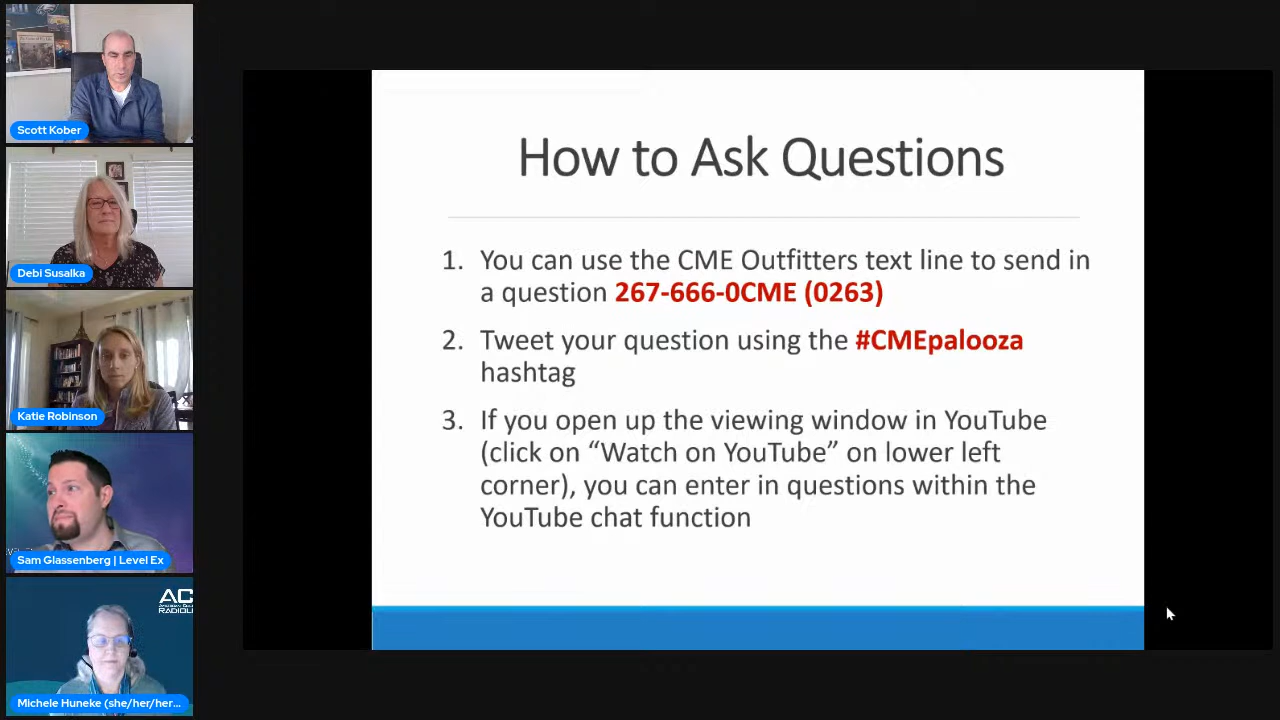 Scott Kober
Debi Susalka
Katie Robinson
Sam Glassenberg | Level Ex
AC
RADIOL
Michele Huneke (she/her/her...
How to Ask Questions
1. You can use the CME Outfitters text line to send in
a question 267-666-0CME (0263)
2. Tweet your question using the #CMEpalooza
hashtag
3. If you open up the viewing window in YouTube
(click on “Watch on YouTube” on lower left
corner), you can enter in questions within the
YouTube chat function